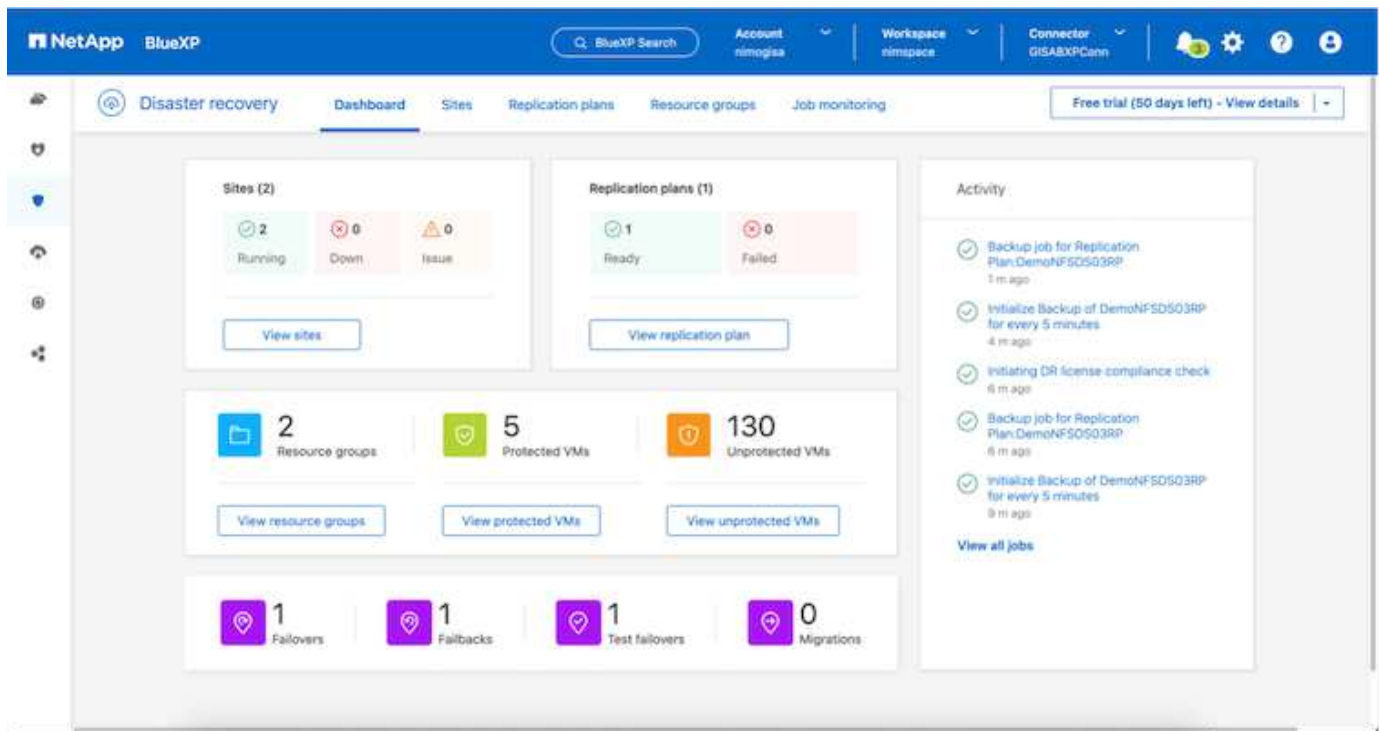 NetApp BlueXP
BlueXP Search
Account
nimogisa
Workspace
nimspace
Connector
GISABXPConn
Disaster recovery
Dashboard
Sites
Replication plans
Resource groups
Job monitoring
Free trial (50 days left) - View details
Sites (2)
2
Running
0
Down
0
Issue
View sites
Replication plans (1)
1
Ready
0
Failed
View replication plan
2
Resource groups
View resource groups
5
Protected VMs
View protected VMs
130
Unprotected VMs
View unprotected VMs
1
Failovers
1
Failbacks
1
Test failovers
0
Migrations
Activity
Backup job for Replication
Plan:DemoNFSDS03RP
1 m ago
Initialize Backup of DemoNFSDS03RP
for every 5 minutes
4 m ago
Initiating DR license compliance check
6 m ago
Backup job for Replication
Plan:DemoNFSDS03RP
6 m ago
Initialize Backup of DemoNFSDS03RP
for every 5 minutes
9 m ago
View all jobs